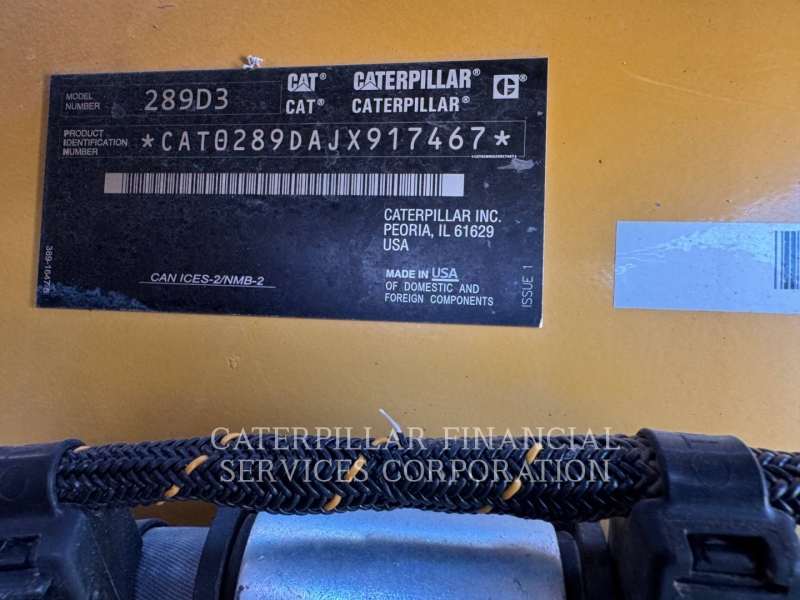 MODEL NUMBER 289D3
CAT® CATERPILLAR® C®
CAT® CATERPILLAR®
PRODUCT IDENTIFICATION NUMBER *CAT0289DAJX917467*
CATERPILLAR INC.
PEORIA, IL 61629
USA
CAN ICES-2/NMB-2
MADE IN USA
OF DOMESTIC AND
FOREIGN COMPONENTS
ISSUE 1
CATERPILLAR FINANCIAL
SERVICES CORPORATION